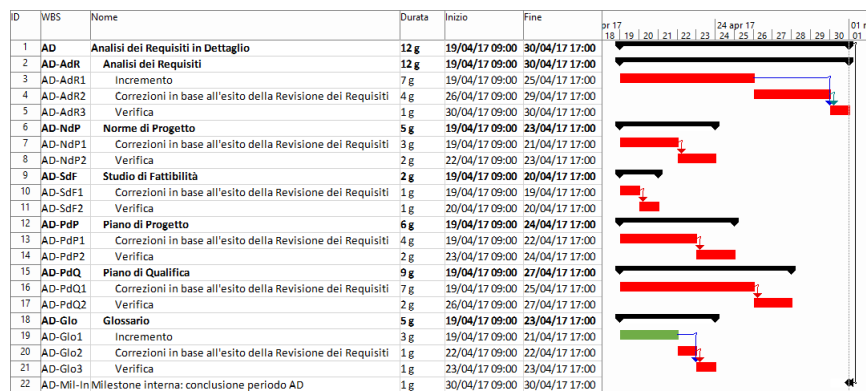 ID WBS Nome Durata Inizio Fine pr 17 24 apr 17 01 r
18 19 20 21 22 23 24 25 26 27 28 29 30 01
1 AD Analisi dei Requisiti in Dettaglio 12 g 19/04/17 09:00 30/04/17 17:00
2 AD-AdR Analisi dei Requisiti 12 g 19/04/17 09:00 30/04/17 17:00
3 AD-AdR1 Incremento 7 g 19/04/17 09:00 25/04/17 17:00
4 AD-AdR2 Correzioni in base all'esito della Revisione dei Requisiti 4 g 26/04/17 09:00 29/04/17 17:00
5 AD-AdR3 Verifica 1 g 30/04/17 09:00 30/04/17 17:00
6 AD-NdP Norme di Progetto 5 g 19/04/17 09:00 23/04/17 17:00
7 AD-NdP1 Correzioni in base all'esito della Revisione dei Requisiti 3 g 19/04/17 09:00 21/04/17 17:00
8 AD-NdP2 Verifica 2 g 22/04/17 09:00 23/04/17 17:00
9 AD-SdF Studio di Fattibilità 2 g 19/04/17 09:00 20/04/17 17:00
10 AD-SdF1 Correzioni in base all'esito della Revisione dei Requisiti 1 g 19/04/17 09:00 19/04/17 17:00
11 AD-SdF2 Verifica 1 g 20/04/17 09:00 20/04/17 17:00
12 AD-PdP Piano di Progetto 6 g 19/04/17 09:00 24/04/17 17:00
13 AD-PdP1 Correzioni in base all'esito della Revisione dei Requisiti 4 g 19/04/17 09:00 22/04/17 17:00
14 AD-PdP2 Verifica 2 g 23/04/17 09:00 24/04/17 17:00
15 AD-PdQ Piano di Qualifica 9 g 19/04/17 09:00 27/04/17 17:00
16 AD-PdQ1 Correzioni in base all'esito della Revisione dei Requisiti 7 g 19/04/17 09:00 25/04/17 17:00
17 AD-PdQ2 Verifica 2 g 26/04/17 09:00 27/04/17 17:00
18 AD-Glo Glossario 5 g 19/04/17 09:00 23/04/17 17:00
19 AD-Glo1 Incremento 3 g 19/04/17 09:00 21/04/17 17:00
20 AD-Glo2 Correzioni in base all'esito della Revisione dei Requisiti 1 g 22/04/17 09:00 22/04/17 17:00
21 AD-Glo3 Verifica 1 g 23/04/17 09:00 23/04/17 17:00
22 AD-Mil-In Milestone interna: conclusione periodo AD 1 g 30/04/17 09:00 30/04/17 17:00